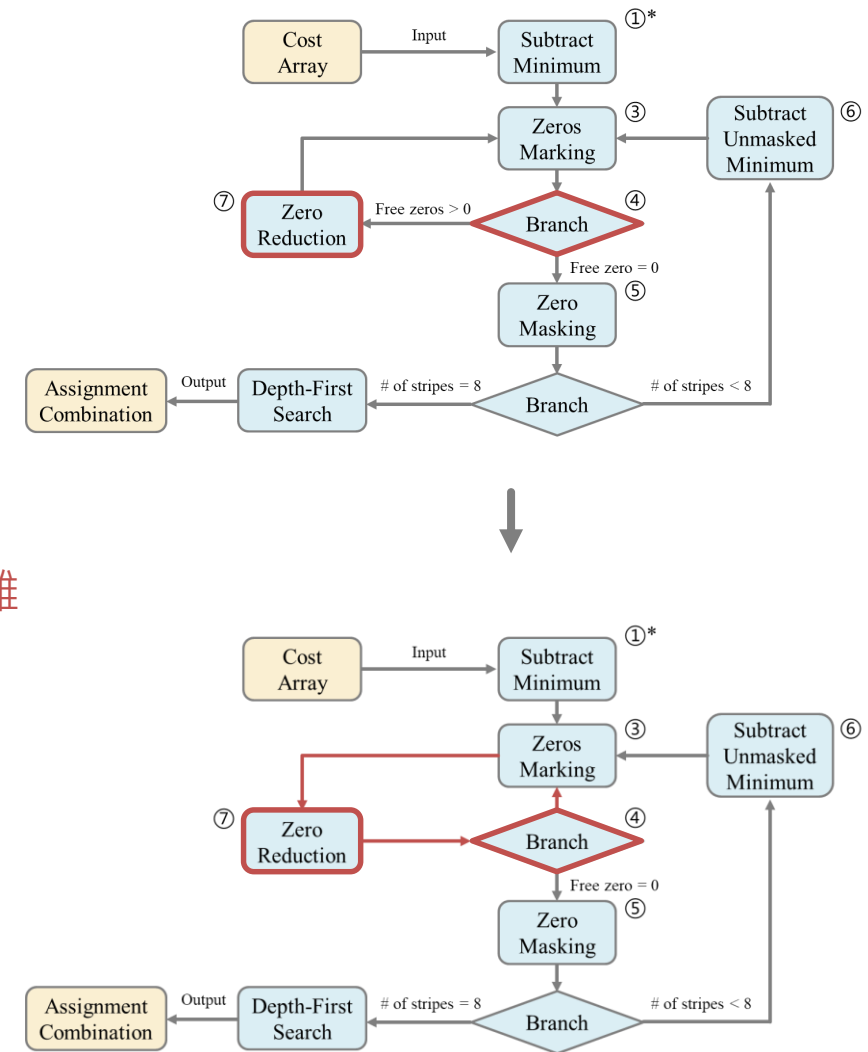 ①*
Cost
Array
Input
Subtract
Minimum
③
Zeros
Marking
Subtract
Unmasked
Minimum
⑥
⑦
Zero
Reduction
Free zeros > 0
④
Branch
Free zero = 0
⑤
Zero
Masking
Assignment
Combination
Output
Depth-First
Search
# of stripes = 8
Branch
# of stripes < 8
①*
Cost
Array
Input
Subtract
Minimum
③
Zeros
Marking
Subtract
Unmasked
Minimum
⑥
⑦
Zero
Reduction
④
Branch
Free zero = 0
⑤
Zero
Masking
Assignment
Combination
Output
Depth-First
Search
# of stripes = 8
Branch
# of stripes < 8